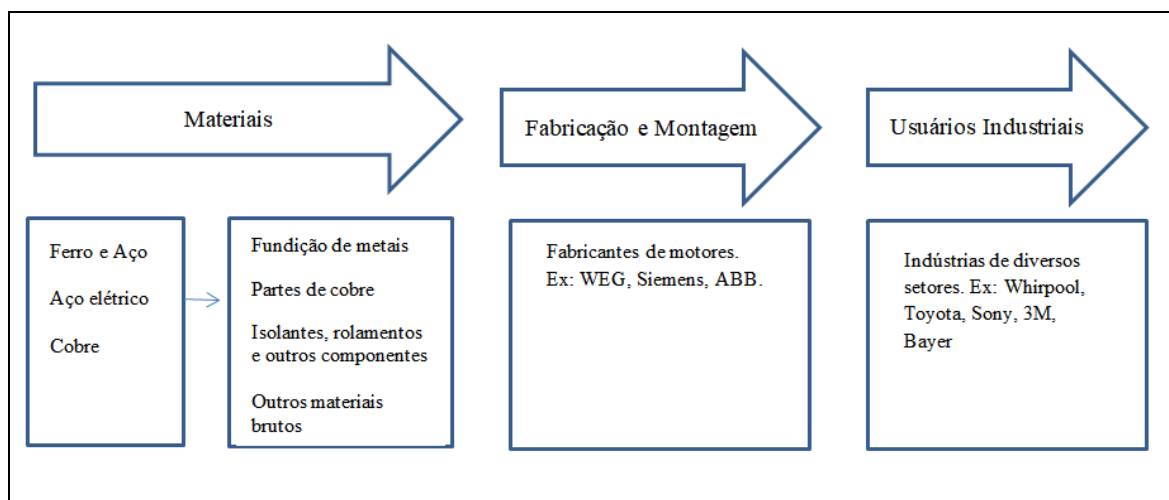 Materiais
Fabricação e Montagem
Usuários Industriais
Ferro e Aço
Aço elétrico
Cobre
Fundição de metais
Partes de cobre
Isolantes, rolamentos
e outros componentes
Outros materiais
brutos
Fabricantes de motores.
Ex: WEG, Siemens, ABB.
Indústrias de diversos
setores. Ex: Whirpool,
Toyota, Sony, 3M,
Bayer